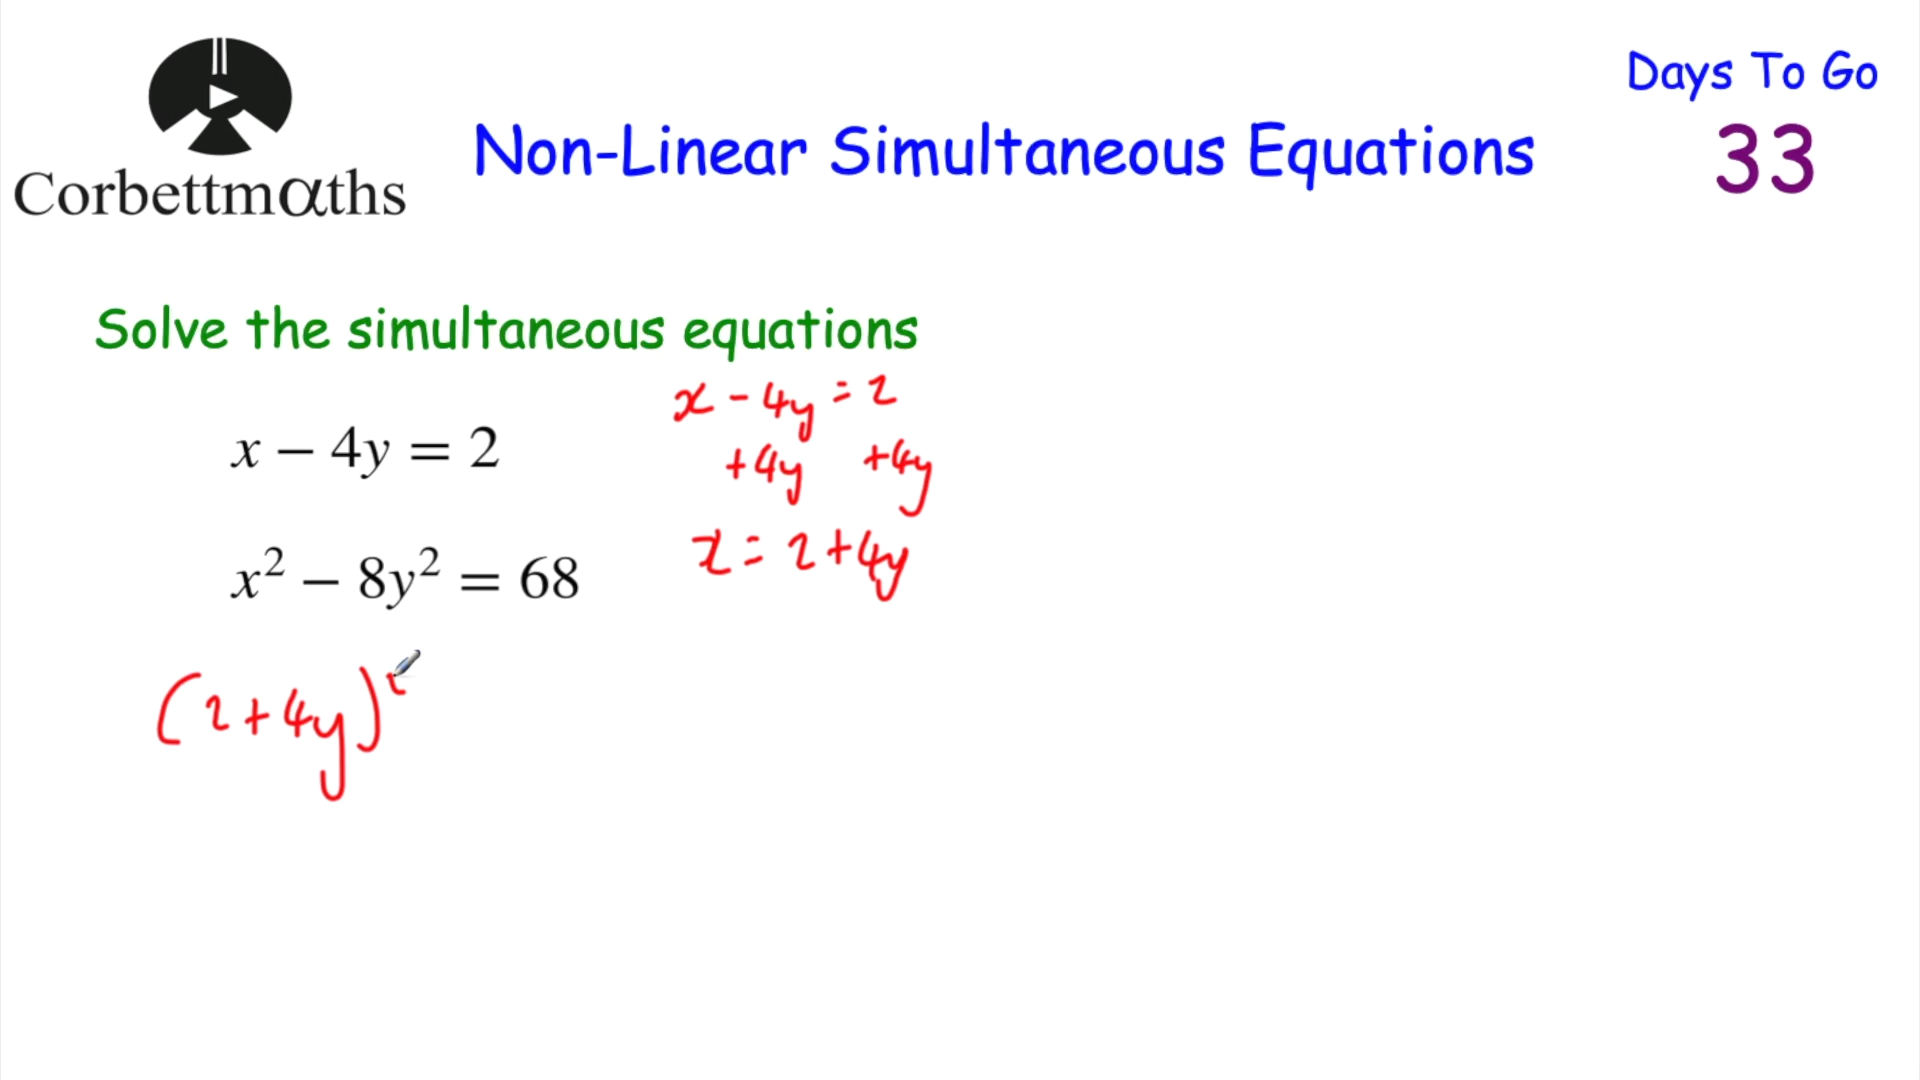 Days To Go
33
Non-Linear Simultaneous Equations
Corbettmαths
Solve the simultaneous equations
x − 4y = 2
x² − 8y² = 68
x - 4y = 2
+4y +4y
x = 2 + 4y
(2 + 4y)